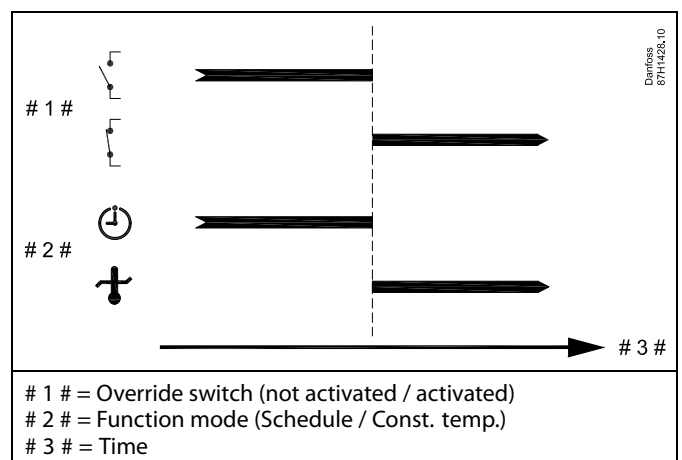 Danfoss
87H1428.10
# 1 #
# 2 #
# 3 #
# 1 # = Override switch (not activated / activated)
# 2 # = Function mode (Schedule / Const. temp.)
# 3 # = Time